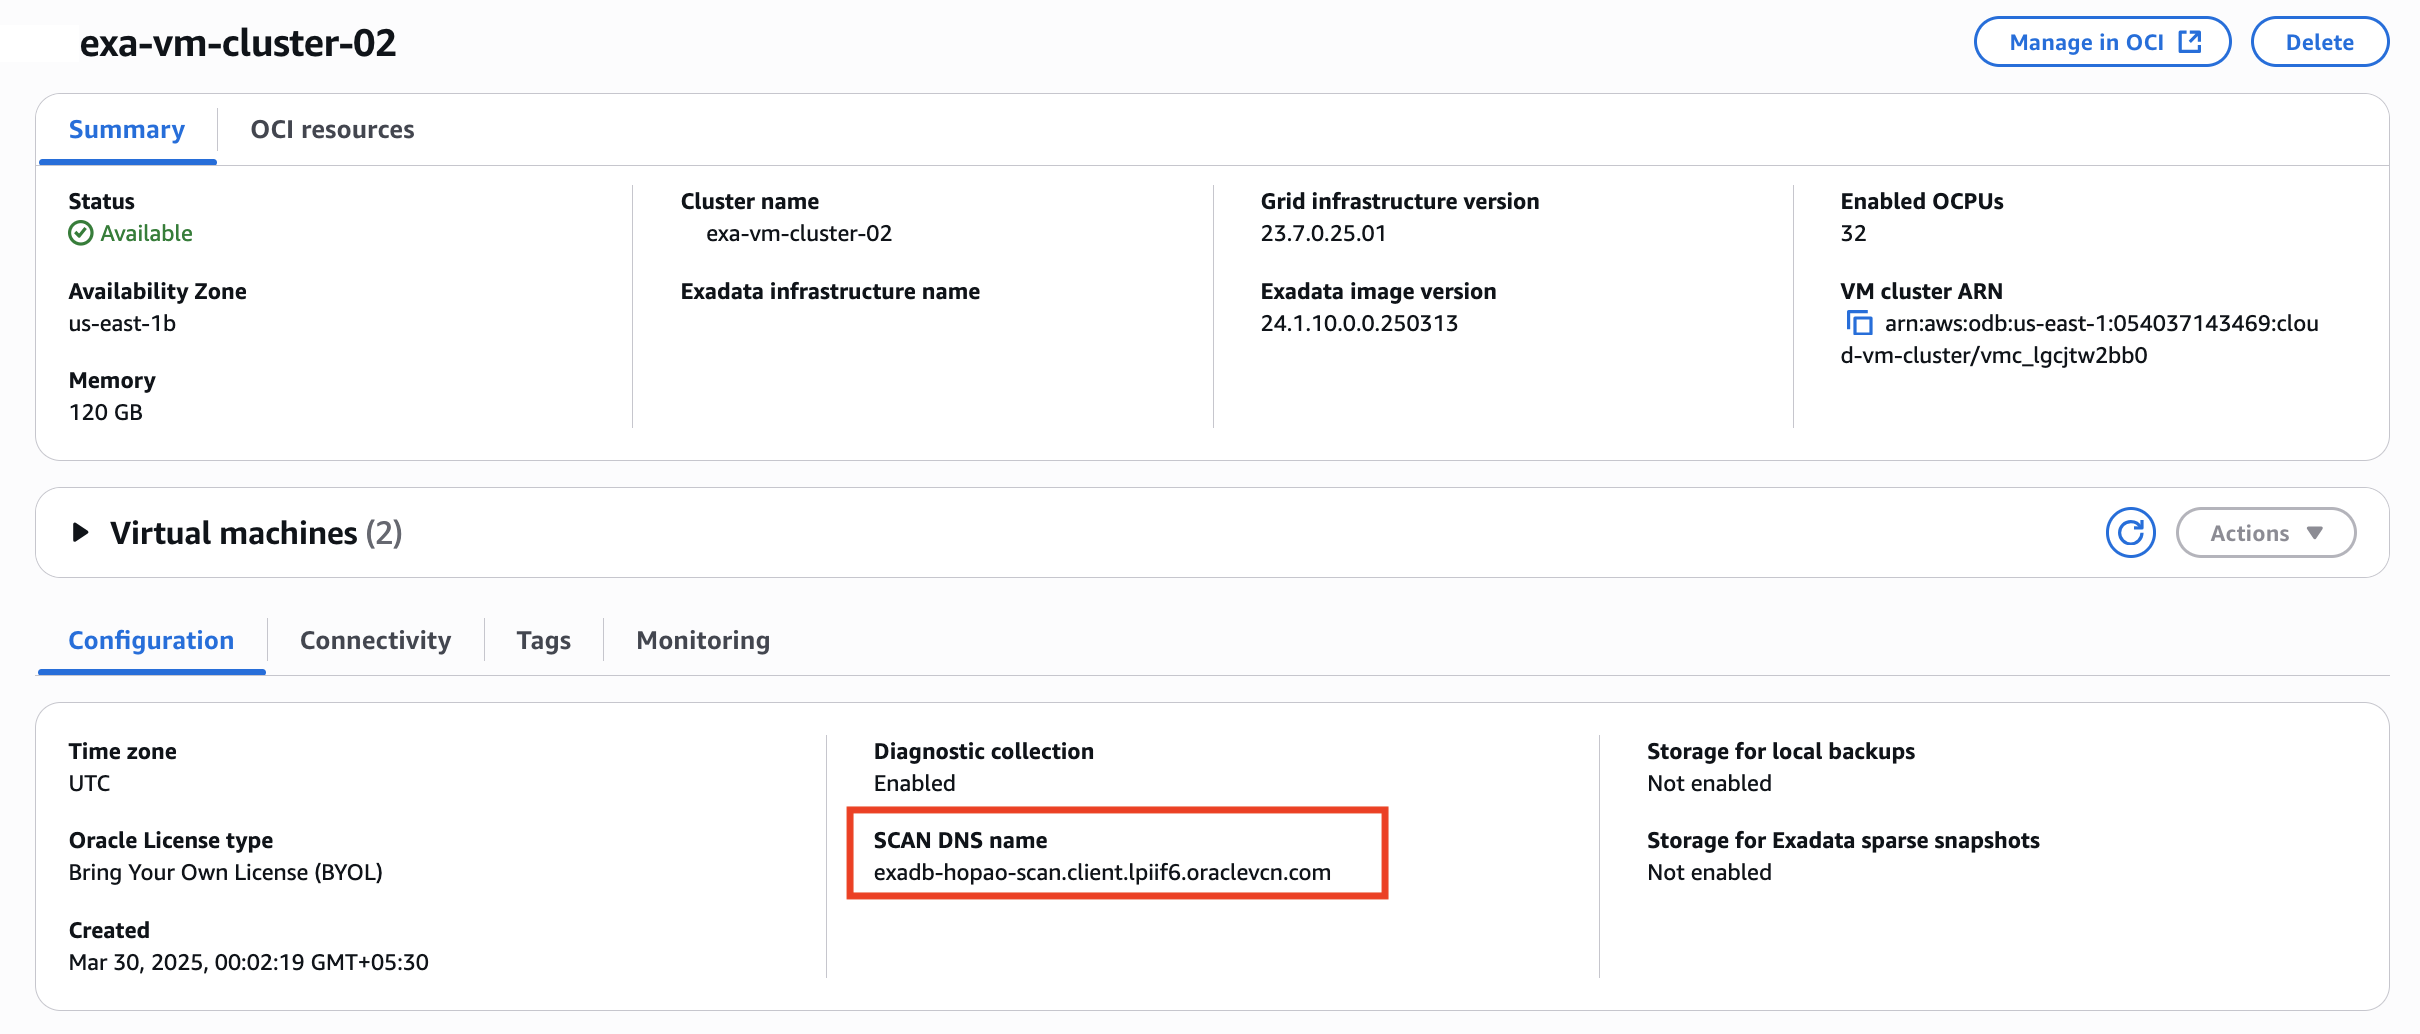 exa-vm-cluster-02
Manage in OCI
Delete
Summary
OCI resources
Status
Available
Availability Zone
us-east-1b
Memory
120 GB
Cluster name
exa-vm-cluster-02
Exadata infrastructure name
Grid infrastructure version
23.7.0.25.01
Exadata image version
24.1.10.0.0.250313
Enabled OCPUs
32
VM cluster ARN
arn:aws:odb:us-east-1:054037143469:clou
d-vm-cluster/vmc_lgcjtw2bb0
Virtual machines (2)
Actions
Configuration
Connectivity
Tags
Monitoring
Time zone
UTC
Oracle License type
Bring Your Own License (BYOL)
Created
Mar 30, 2025, 00:02:19 GMT+05:30
Diagnostic collection
Enabled
SCAN DNS name
exadb-hopao-scan.client.lpiif6.oraclevcn.com
Storage for local backups
Not enabled
Storage for Exadata sparse snapshots
Not enabled